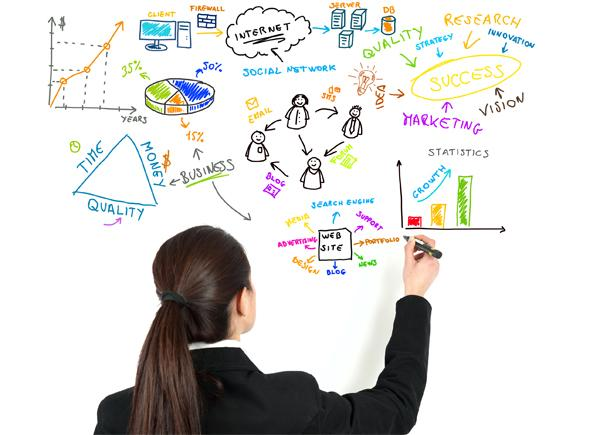 $
YEARS
CLIENT
FIREWALL
INTERNET
SERVER
DB
SOCIAL NETWORK
35%
50%
15%
TIME
MONEY
$
QUALITY
BUSINESS
EMAIL
SMS
BLOG
FORUM
IDEA
QUALITY
STRATEGY
RESEARCH
INNOVATION
SUCCESS
MARKETING
VISION
STATISTICS
GROWTH
SEARCH ENGINE
MEDIA
SUPPORT
ADVERTISING
WEB
SITE
PORTFOLIO
DESIGN
BLOG
NEWS